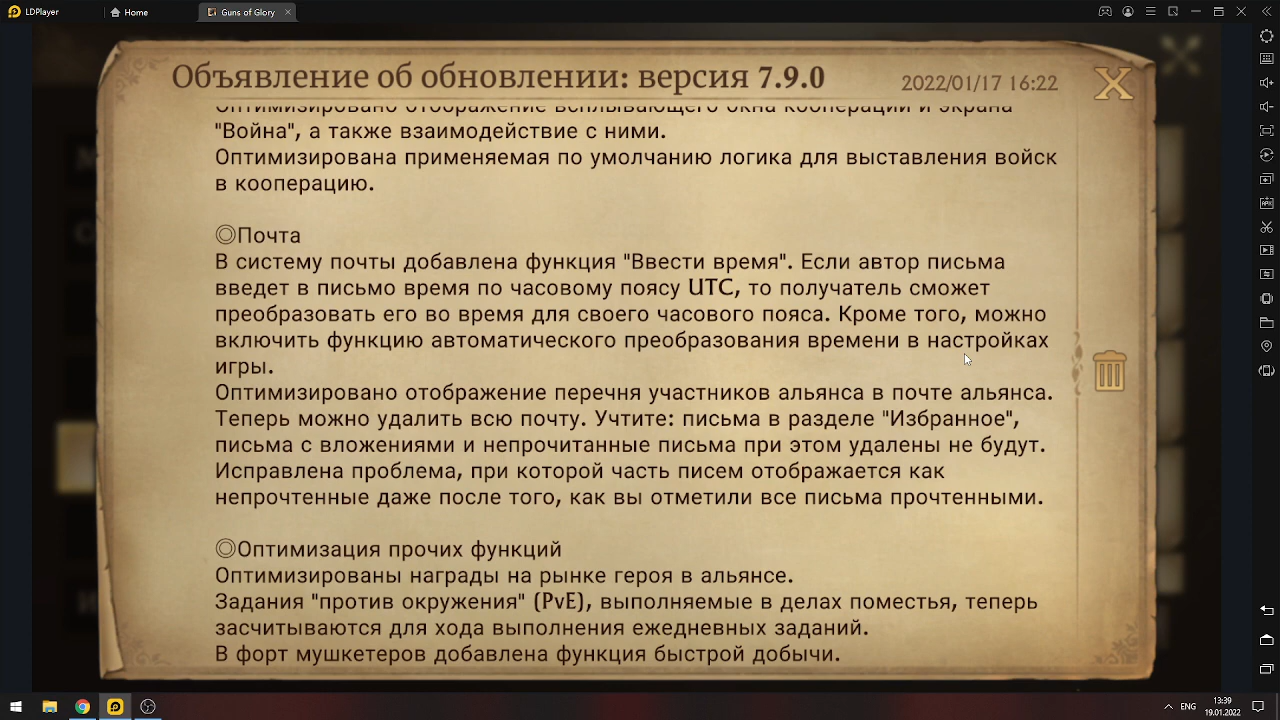 LDPlayer
Home
Guns of Glory
Объявление об обновлении: версия 7.9.0
2022/01/17 16:22
Оптимизировано отображение всплывающего окна кооперации и экрана
"Война", а также взаимодействие с ними.
Оптимизирована применяемая по умолчанию логика для выставления войск
в кооперацию.
◎Почта
В систему почты добавлена функция "Ввести время". Если автор письма
введет в письмо время по часовому поясу UTC, то получатель сможет
преобразовать его во время для своего часового пояса. Кроме того, можно
включить функцию автоматического преобразования времени в настройках
игры.
Оптимизировано отображение перечня участников альянса в почте альянса.
Теперь можно удалить всю почту. Учтите: письма в разделе "Избранное",
письма с вложениями и непрочитанные письма при этом удалены не будут.
Исправлена проблема, при которой часть писем отображается как
непрочтенные даже после того, как вы отметили все письма прочтенными.
◎Оптимизация прочих функций
Оптимизированы награды на рынке героя в альянсе.
Задания "против окружения" (PvE), выполняемые в делах поместья, теперь
засчитываются для хода выполнения ежедневных заданий.
В форт мушкетеров добавлена функция быстрой добычи.
ENG
13:39
19.01.2022